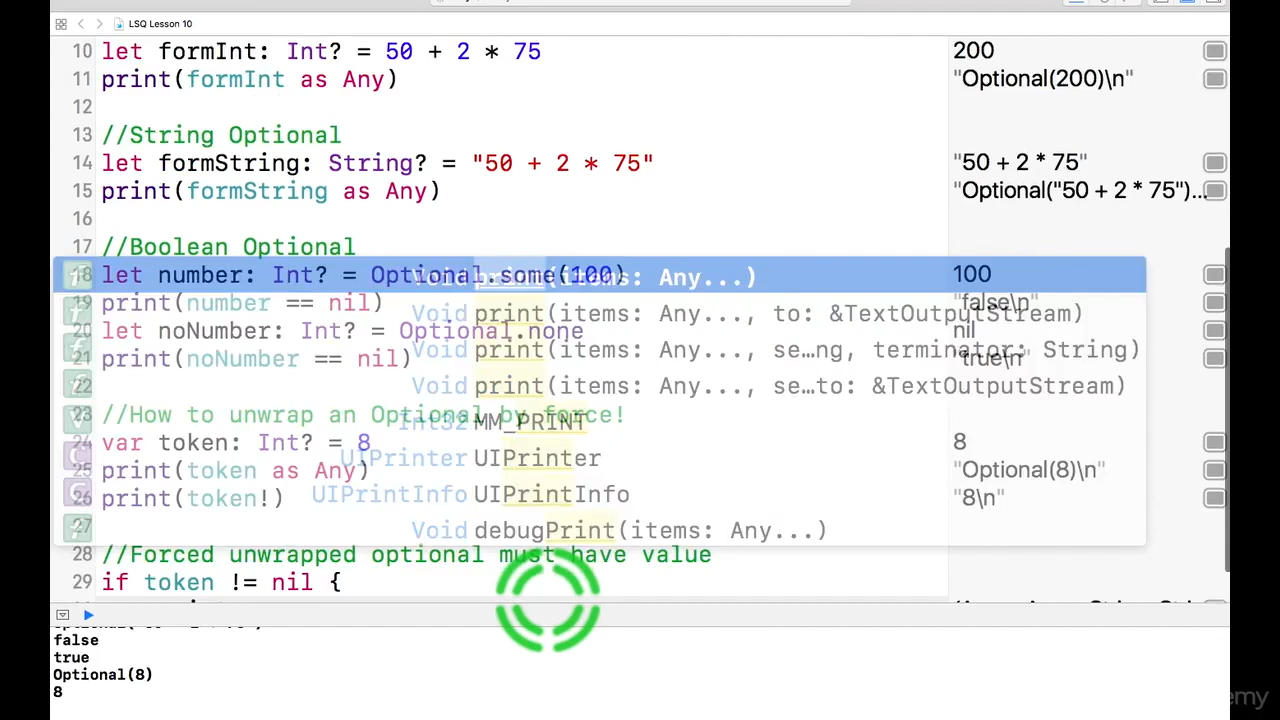 LSQ Lesson 10
10 let formInt: Int? = 50 + 2 * 75 200
11 print(formInt as Any) "Optional(200)\n"
12
13 //String Optional
14 let formString: String? = "50 + 2 * 75" "50 + 2 * 75"
15 print(formString as Any) "Optional("50 + 2 * 75")...
16
17 //Boolean Optional
18 let number: Int? = Optional.some(100) 100
Void print(items: Any...)
19 print(number == nil) "false\n"
Void print(items: Any..., to: &TextOutputStream)
20 let noNumber: Int? = Optional.none nil
Void print(items: Any..., se...ng, terminator: String)
21 print(noNumber == nil) "true\n"
22
Void print(items: Any..., se...to: &TextOutputStream)
23 //How to unwrap an Optional by force!
Int32 MM_PRINT
24 var token: Int? = 8 8
UIPrinter UIPrinter
25 print(token as Any) "Optional(8)\n"
UIPrintInfo UIPrintInfo
26 print(token!) "8\n"
27
Void debugPrint(items: Any...)
28 //Forced unwrapped optional must have value
29 if token != nil {
false
true
Optional(8)
8
emy